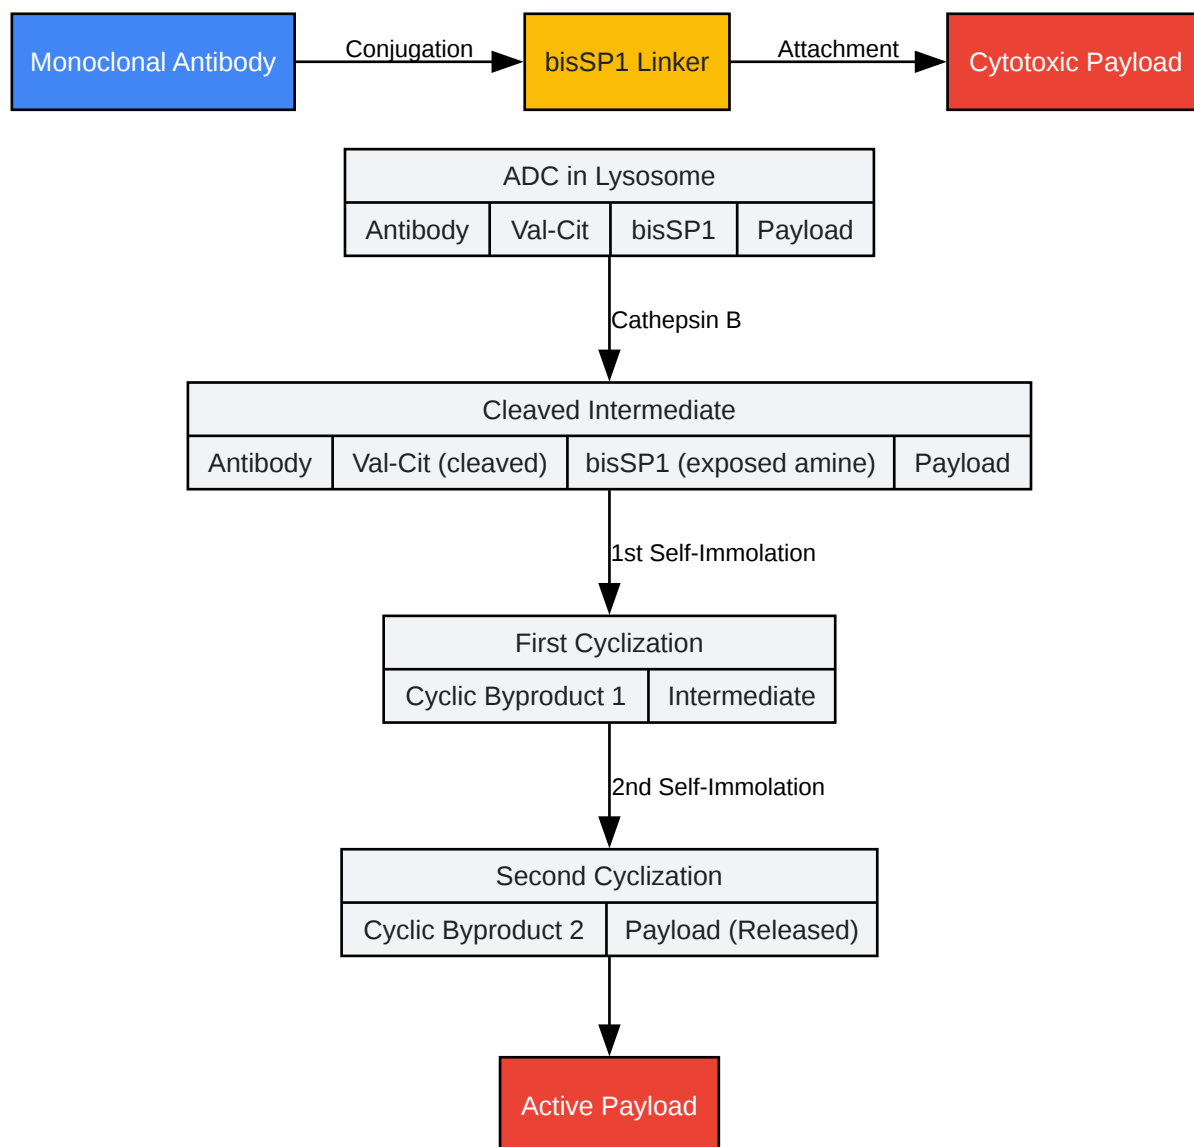 Monoclonal Antibody
Conjugation
bisSP1 Linker
Attachment
Cytotoxic Payload
ADC in Lysosome
Antibody
Val-Cit
bisSP1
Payload
Cathepsin B
Cleaved Intermediate
Antibody
Val-Cit (cleaved)
bisSP1 (exposed amine)
Payload
1st Self-Immolation
First Cyclization
Cyclic Byproduct 1
Intermediate
2nd Self-Immolation
Second Cyclization
Cyclic Byproduct 2
Payload (Released)
Active Payload